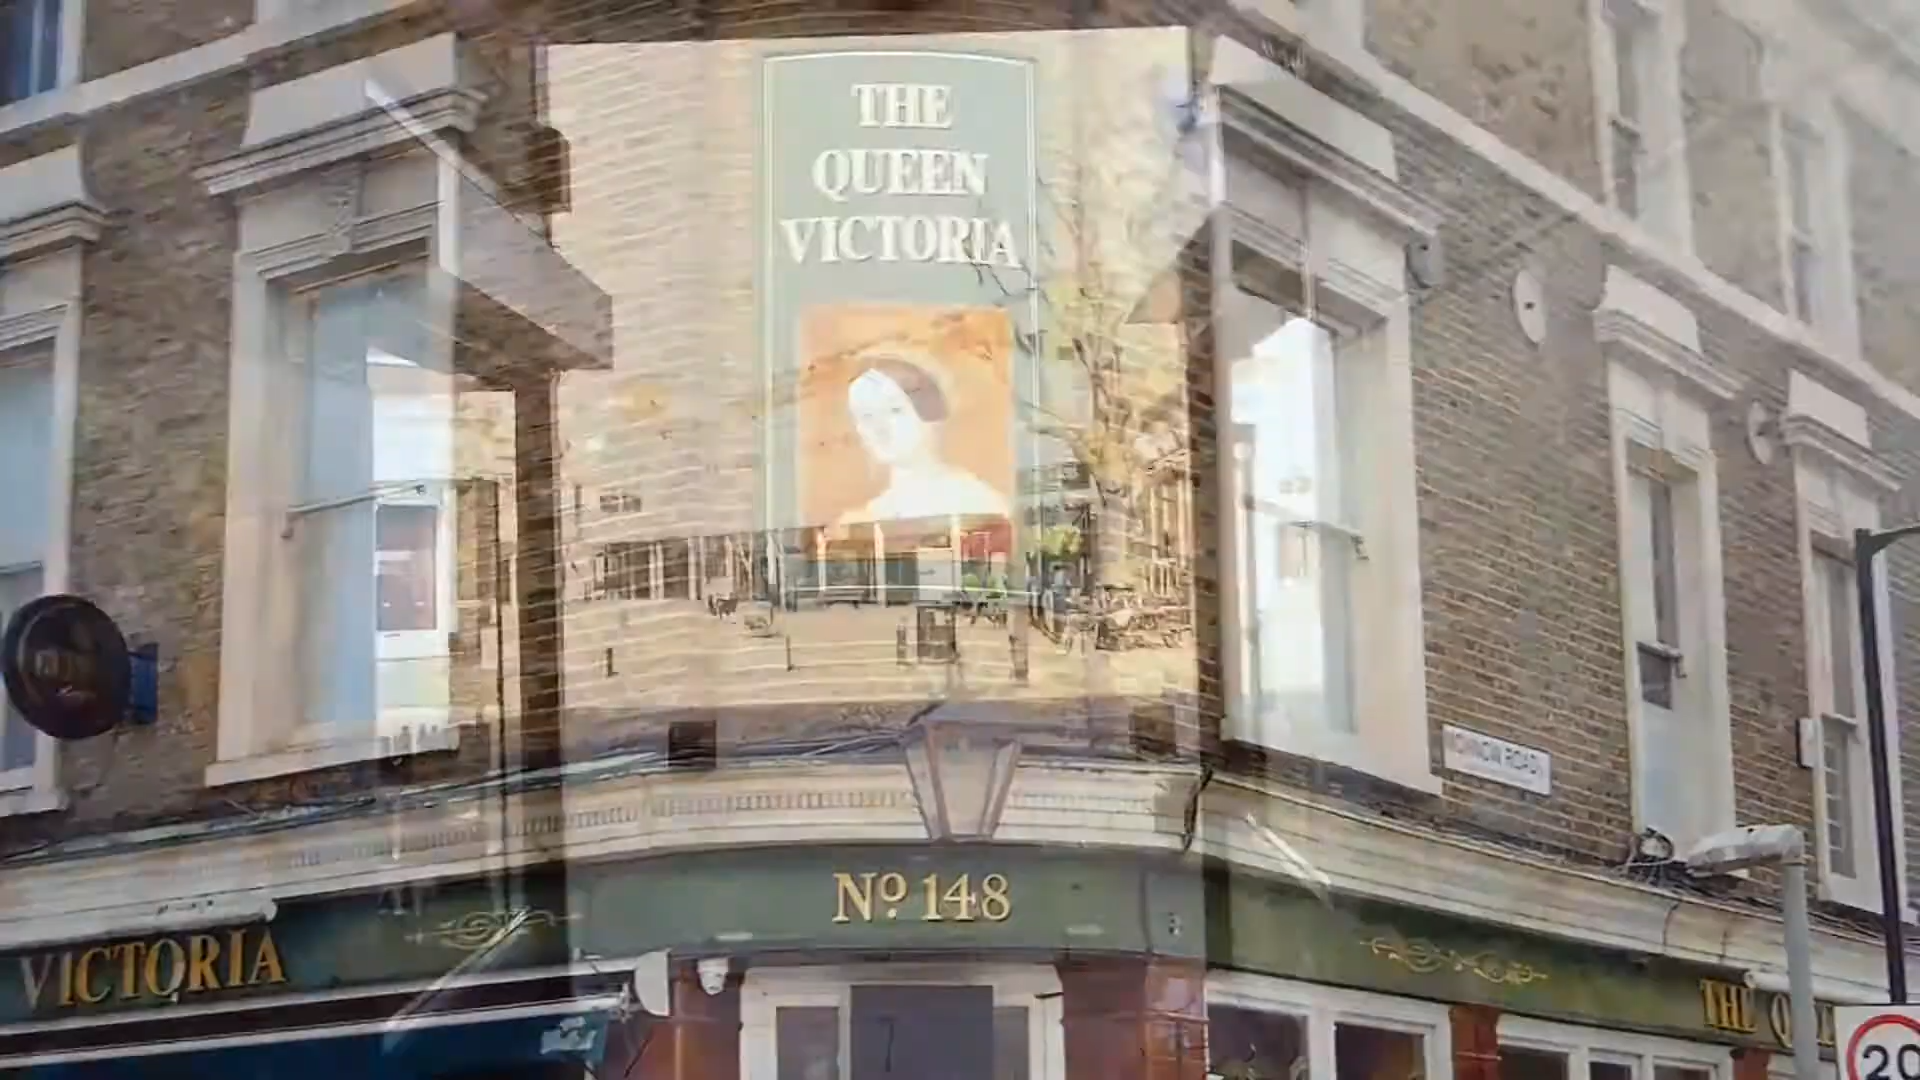 THE
QUEEN
VICTORIA
Nº 148
VICTORIA
THE
20